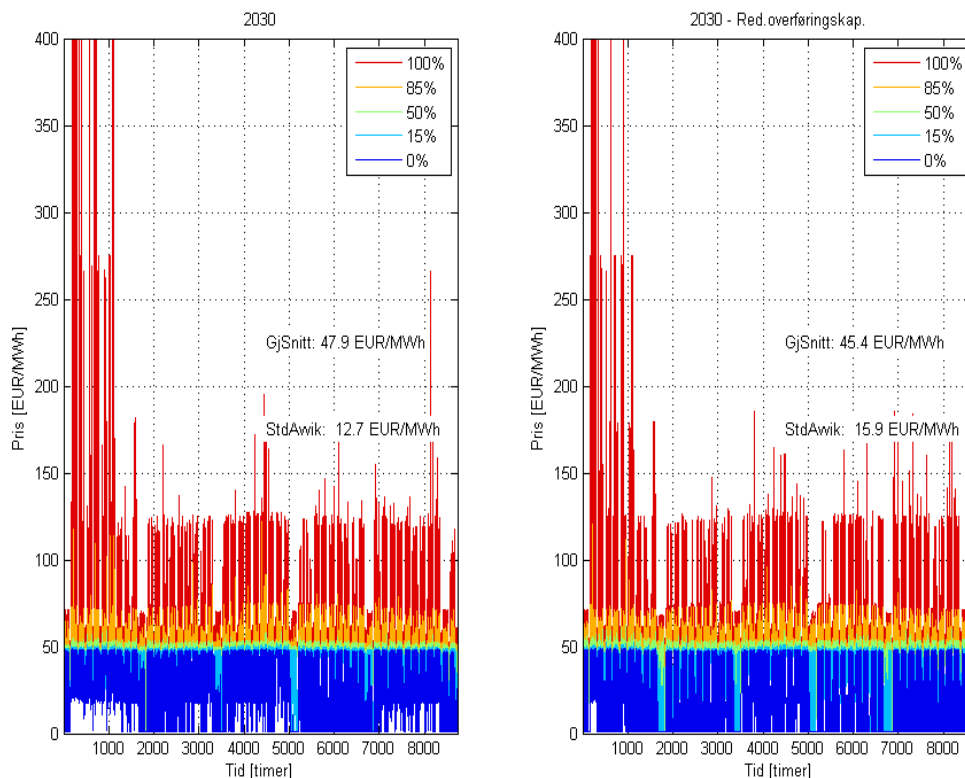 2030
400
350
300
250
200
150
100
50
0
Pris [EUR/MWh]
100%
85%
50%
15%
0%
GjSnitt: 47.9 EUR/MWh
StdAwik: 12.7 EUR/MWh
1000 2000 3000 4000 5000 6000 7000 8000
Tid [timer]
2030 - Red.overføringskap.
400
350
300
250
200
150
100
50
0
Pris [EUR/MWh]
100%
85%
50%
15%
0%
GjSnitt: 45.4 EUR/MWh
StdAwik: 15.9 EUR/MWh
1000 2000 3000 4000 5000 6000 7000 8000
Tid [timer]